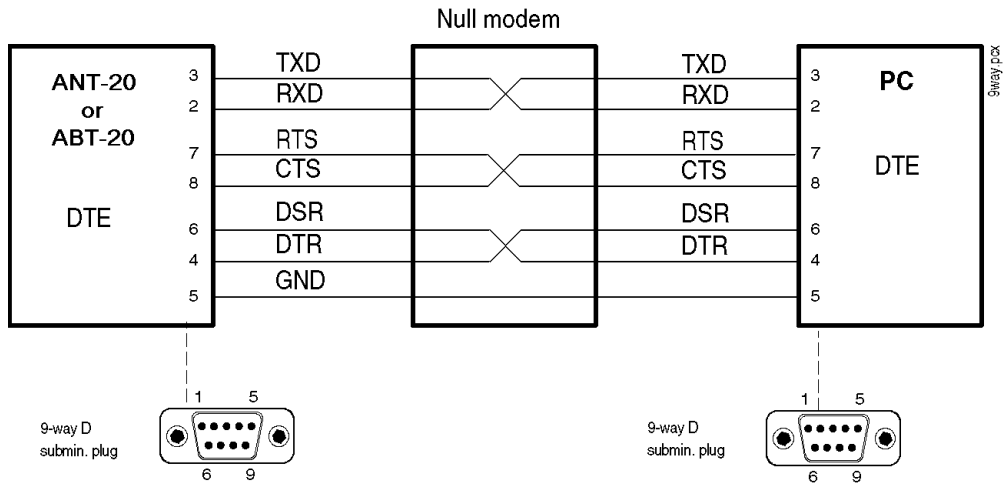 Null modem
ANT-20
or
ABT-20
DTE
3
2
7
8
6
4
5
TXD
RXD
RTS
CTS
DSR
DTR
GND
TXD
RXD
RTS
CTS
DSR
DTR
3
2
7
8
6
4
5
PC
DTE
9way.pcx
9-way D
submin. plug
1 5
6 9
9-way D
submin. plug
1 5
6 9